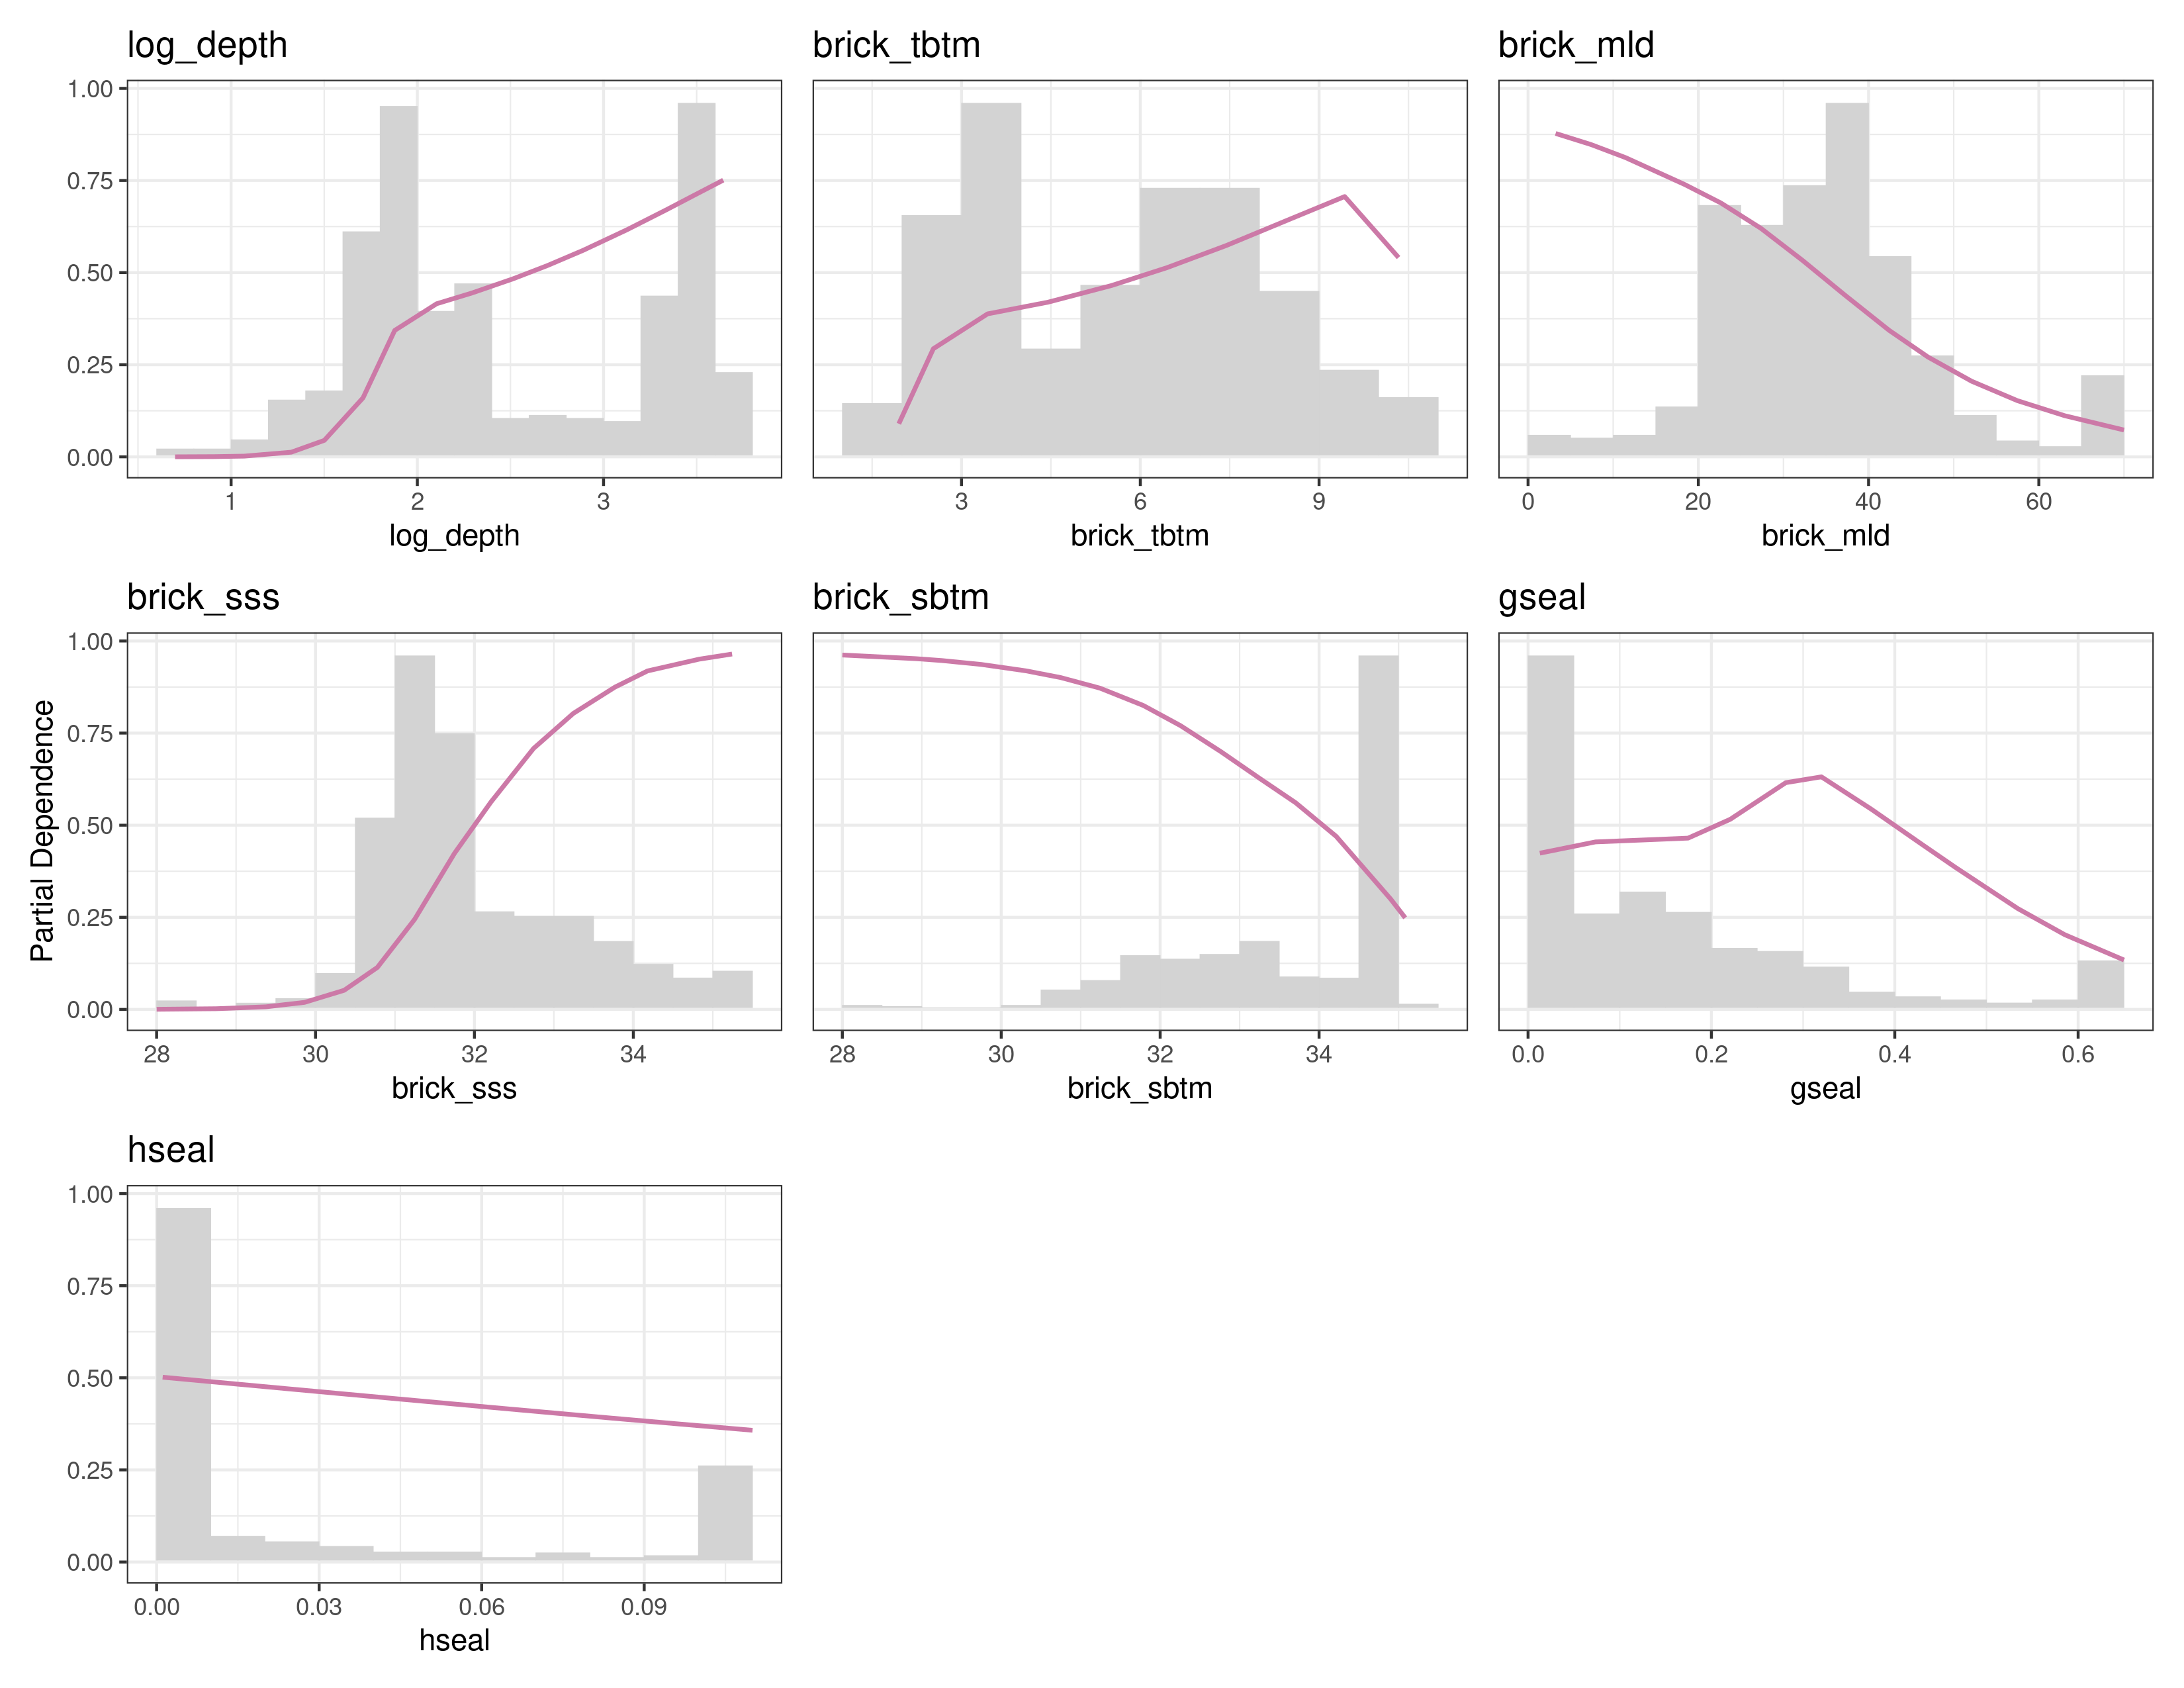 log_depth
brick_tbtm
brick_mld
1.00
0.75
0.50
0.25
0.00
1 2 3
3 6 9
0 20 40 60
log_depth
brick_tbtm
brick_mld
brick_sss
brick_sbtm
gseal
Partial Dependence
1.00
0.75
0.50
0.25
0.00
28 30 32 34
28 30 32 34
0.0 0.2 0.4 0.6
brick_sss
brick_sbtm
gseal
hseal
1.00
0.75
0.50
0.25
0.00
0.00 0.03 0.06 0.09
hseal